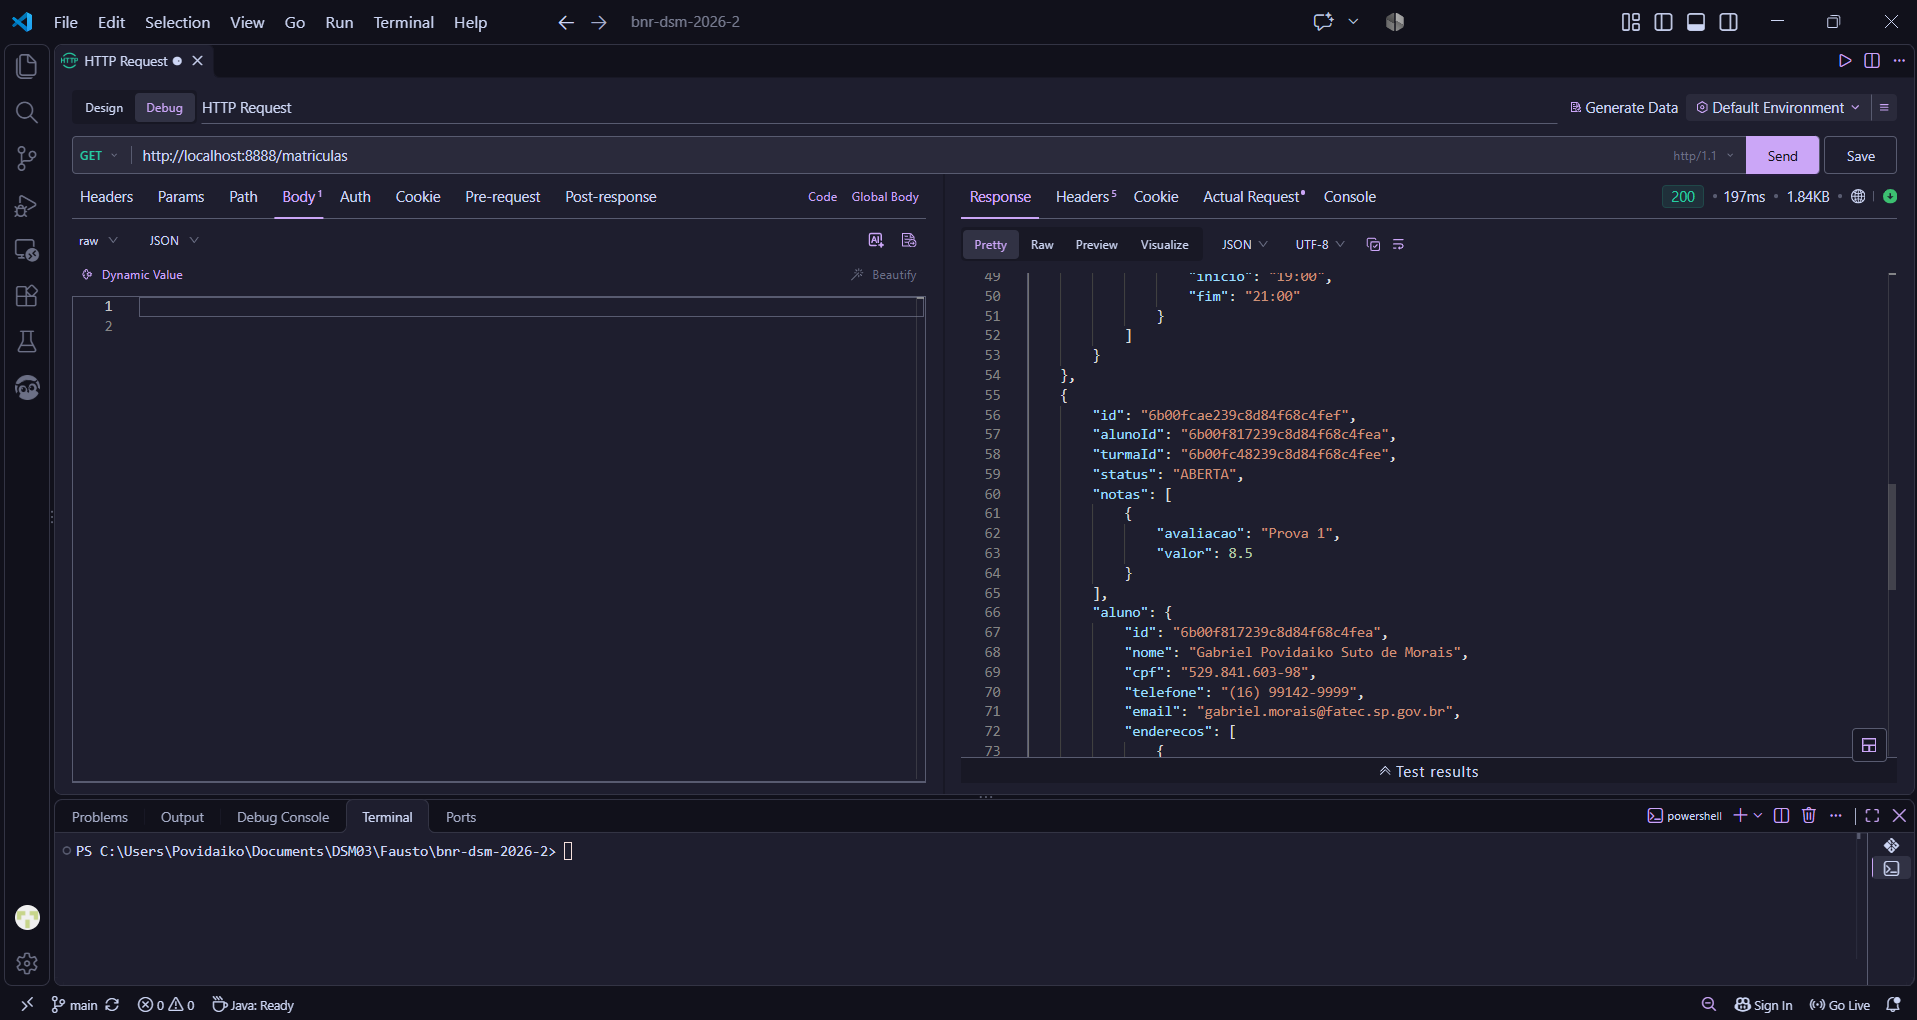 File Edit Selection View Go Run Terminal Help bnr-dsm-2026-2
HTTP Request
Design Debug HTTP Request Generate Data Default Environment
GET http://localhost:8888/matriculas http/1.1 Send Save
Headers Params Path Body 1 Auth Cookie Pre-request Post-response Code Global Body
Response Headers 5 Cookie Actual Request Console 200 197ms 1.84KB
raw JSON
Pretty Raw Preview Visualize JSON UTF-8
Dynamic Value Beautify
1
2
49 "inicio": "19:00",
50 "fim": "21:00"
51 }
52 ]
53 }
54 },
55 {
56 "id": "6b00fcae239c8d84f68c4fef",
57 "alunoId": "6b00f817239c8d84f68c4fea",
58 "turmaId": "6b00fc48239c8d84f68c4fee",
59 "status": "ABERTA",
60 "notas": [
61 {
62 "avaliacao": "Prova 1",
63 "valor": 8.5
64 }
65 ],
66 "aluno": {
67 "id": "6b00f817239c8d84f68c4fea",
68 "nome": "Gabriel Povidaiko Suto de Morais",
69 "cpf": "529.841.603-98",
70 "telefone": "(16) 99142-9999",
71 "email": "gabriel.morais@fatec.sp.gov.br",
72 "enderecos": [
73 {
Test results
Problems Output Debug Console Terminal Ports powershell
PS C:\Users\Povidaiko\Documents\DSM03\Fausto\bnr-dsm-2026-2>
main 0 0 Java: Ready Sign In Go Live